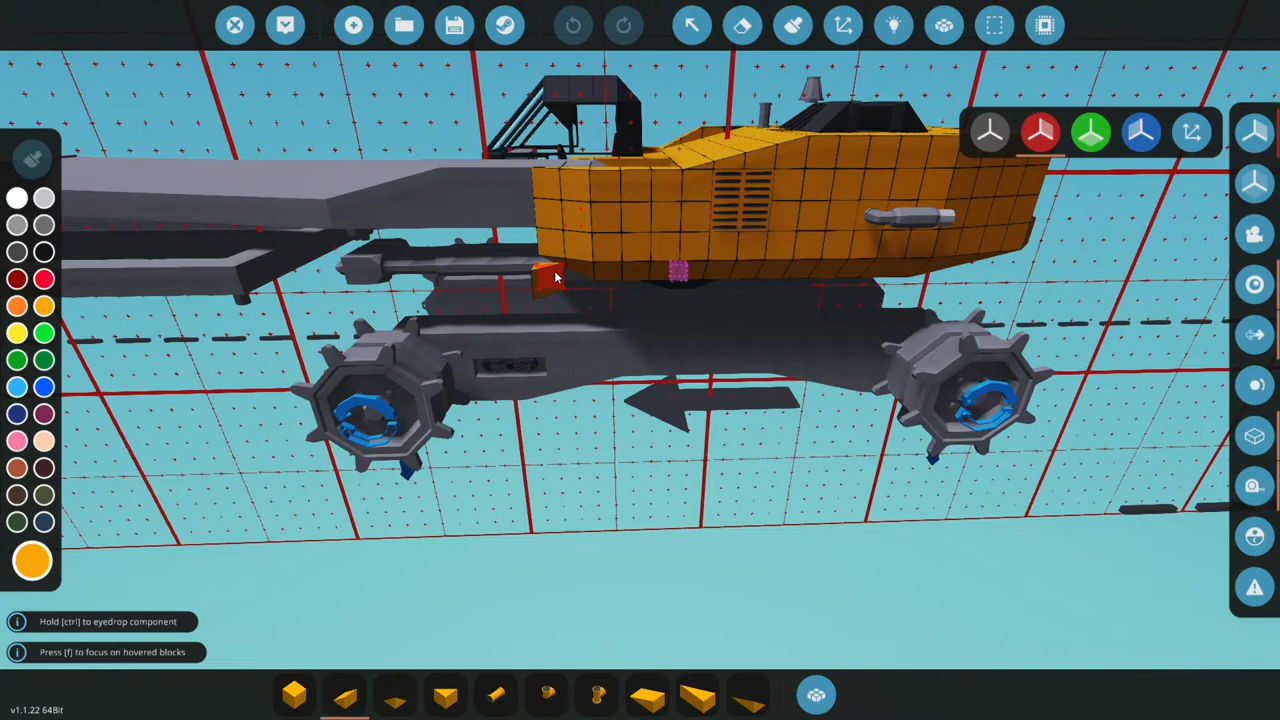 Hold [ctrl] to eyedrop component
Press [f] to focus on hovered blocks
v1.1.22 64Bit